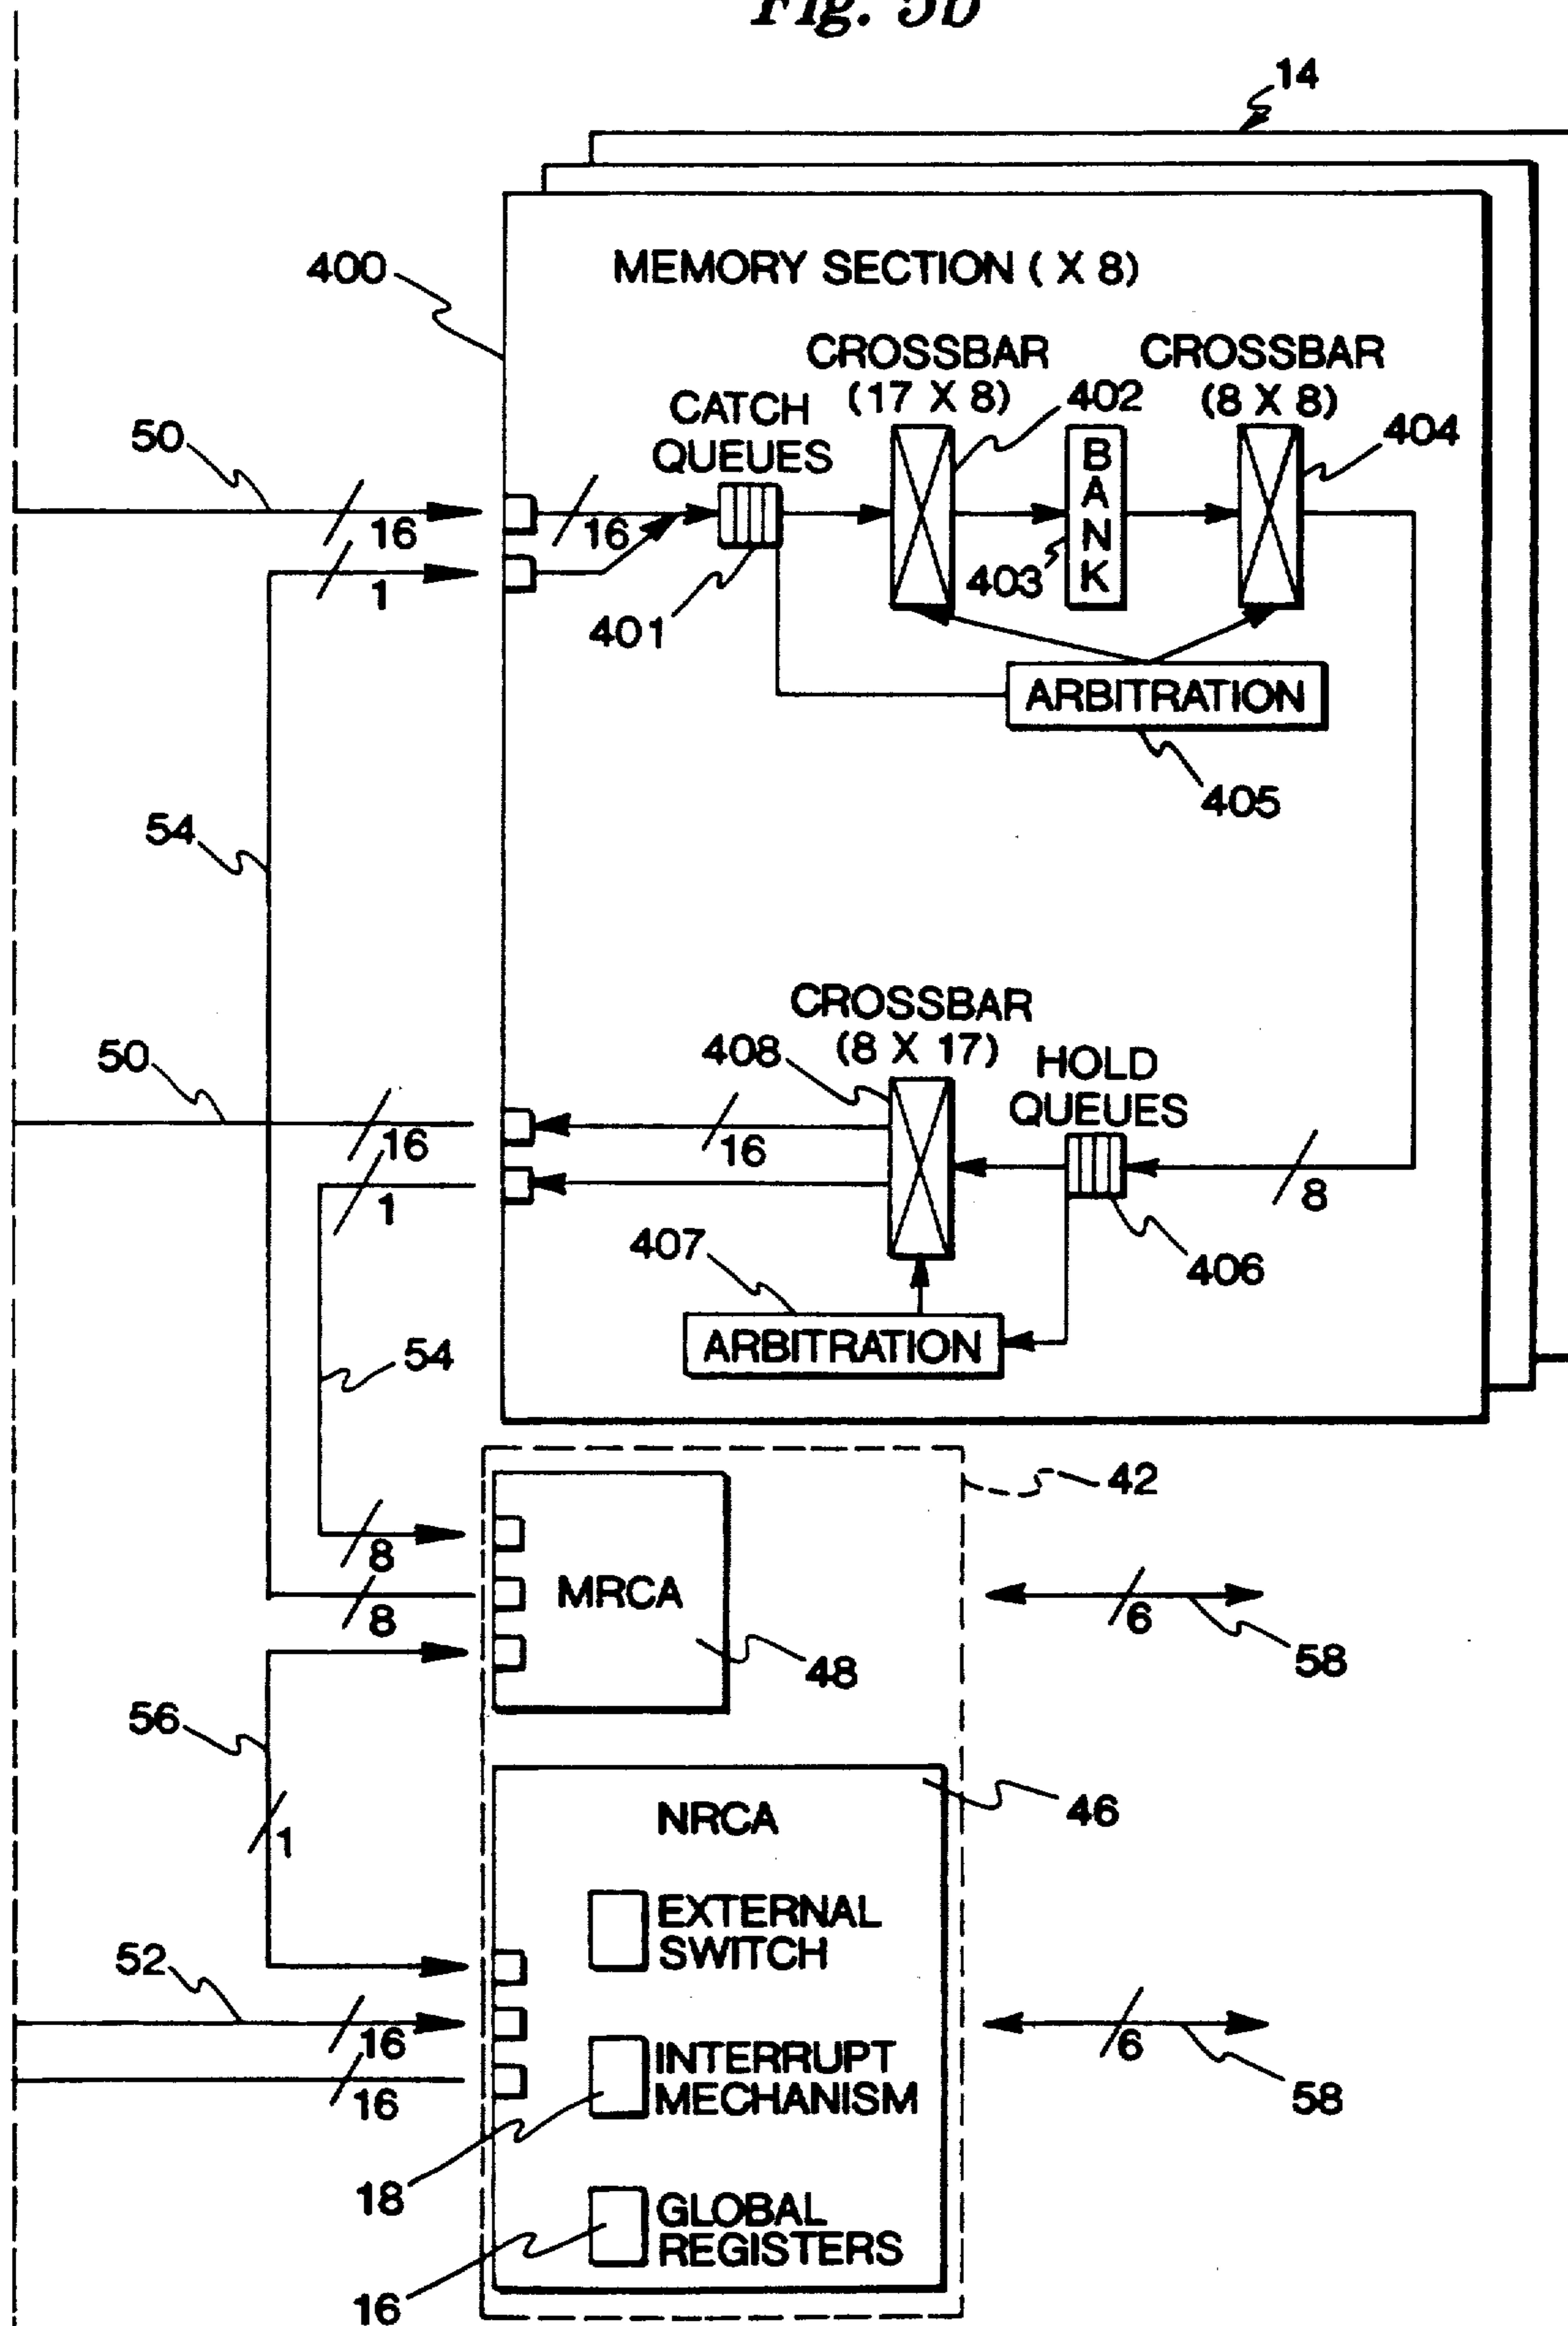 Fig. 5b
14
400
MEMORY SECTION ( X 8)
CROSSBAR
(17 X 8)
CROSSBAR
(8 X 8)
CATCH
QUEUES
402
404
50
16
16
BANK
403
1
401
ARBITRATION
405
54
CROSSBAR
(8 X 17)
408
HOLD
QUEUES
50
16
16
1
8
407
406
ARBITRATION
54
42
8
MRCA
8
6
48
58
56
46
NRCA
1
EXTERNAL
SWITCH
52
16
6
INTERRUPT
MECHANISM
16
58
18
GLOBAL
REGISTERS
16